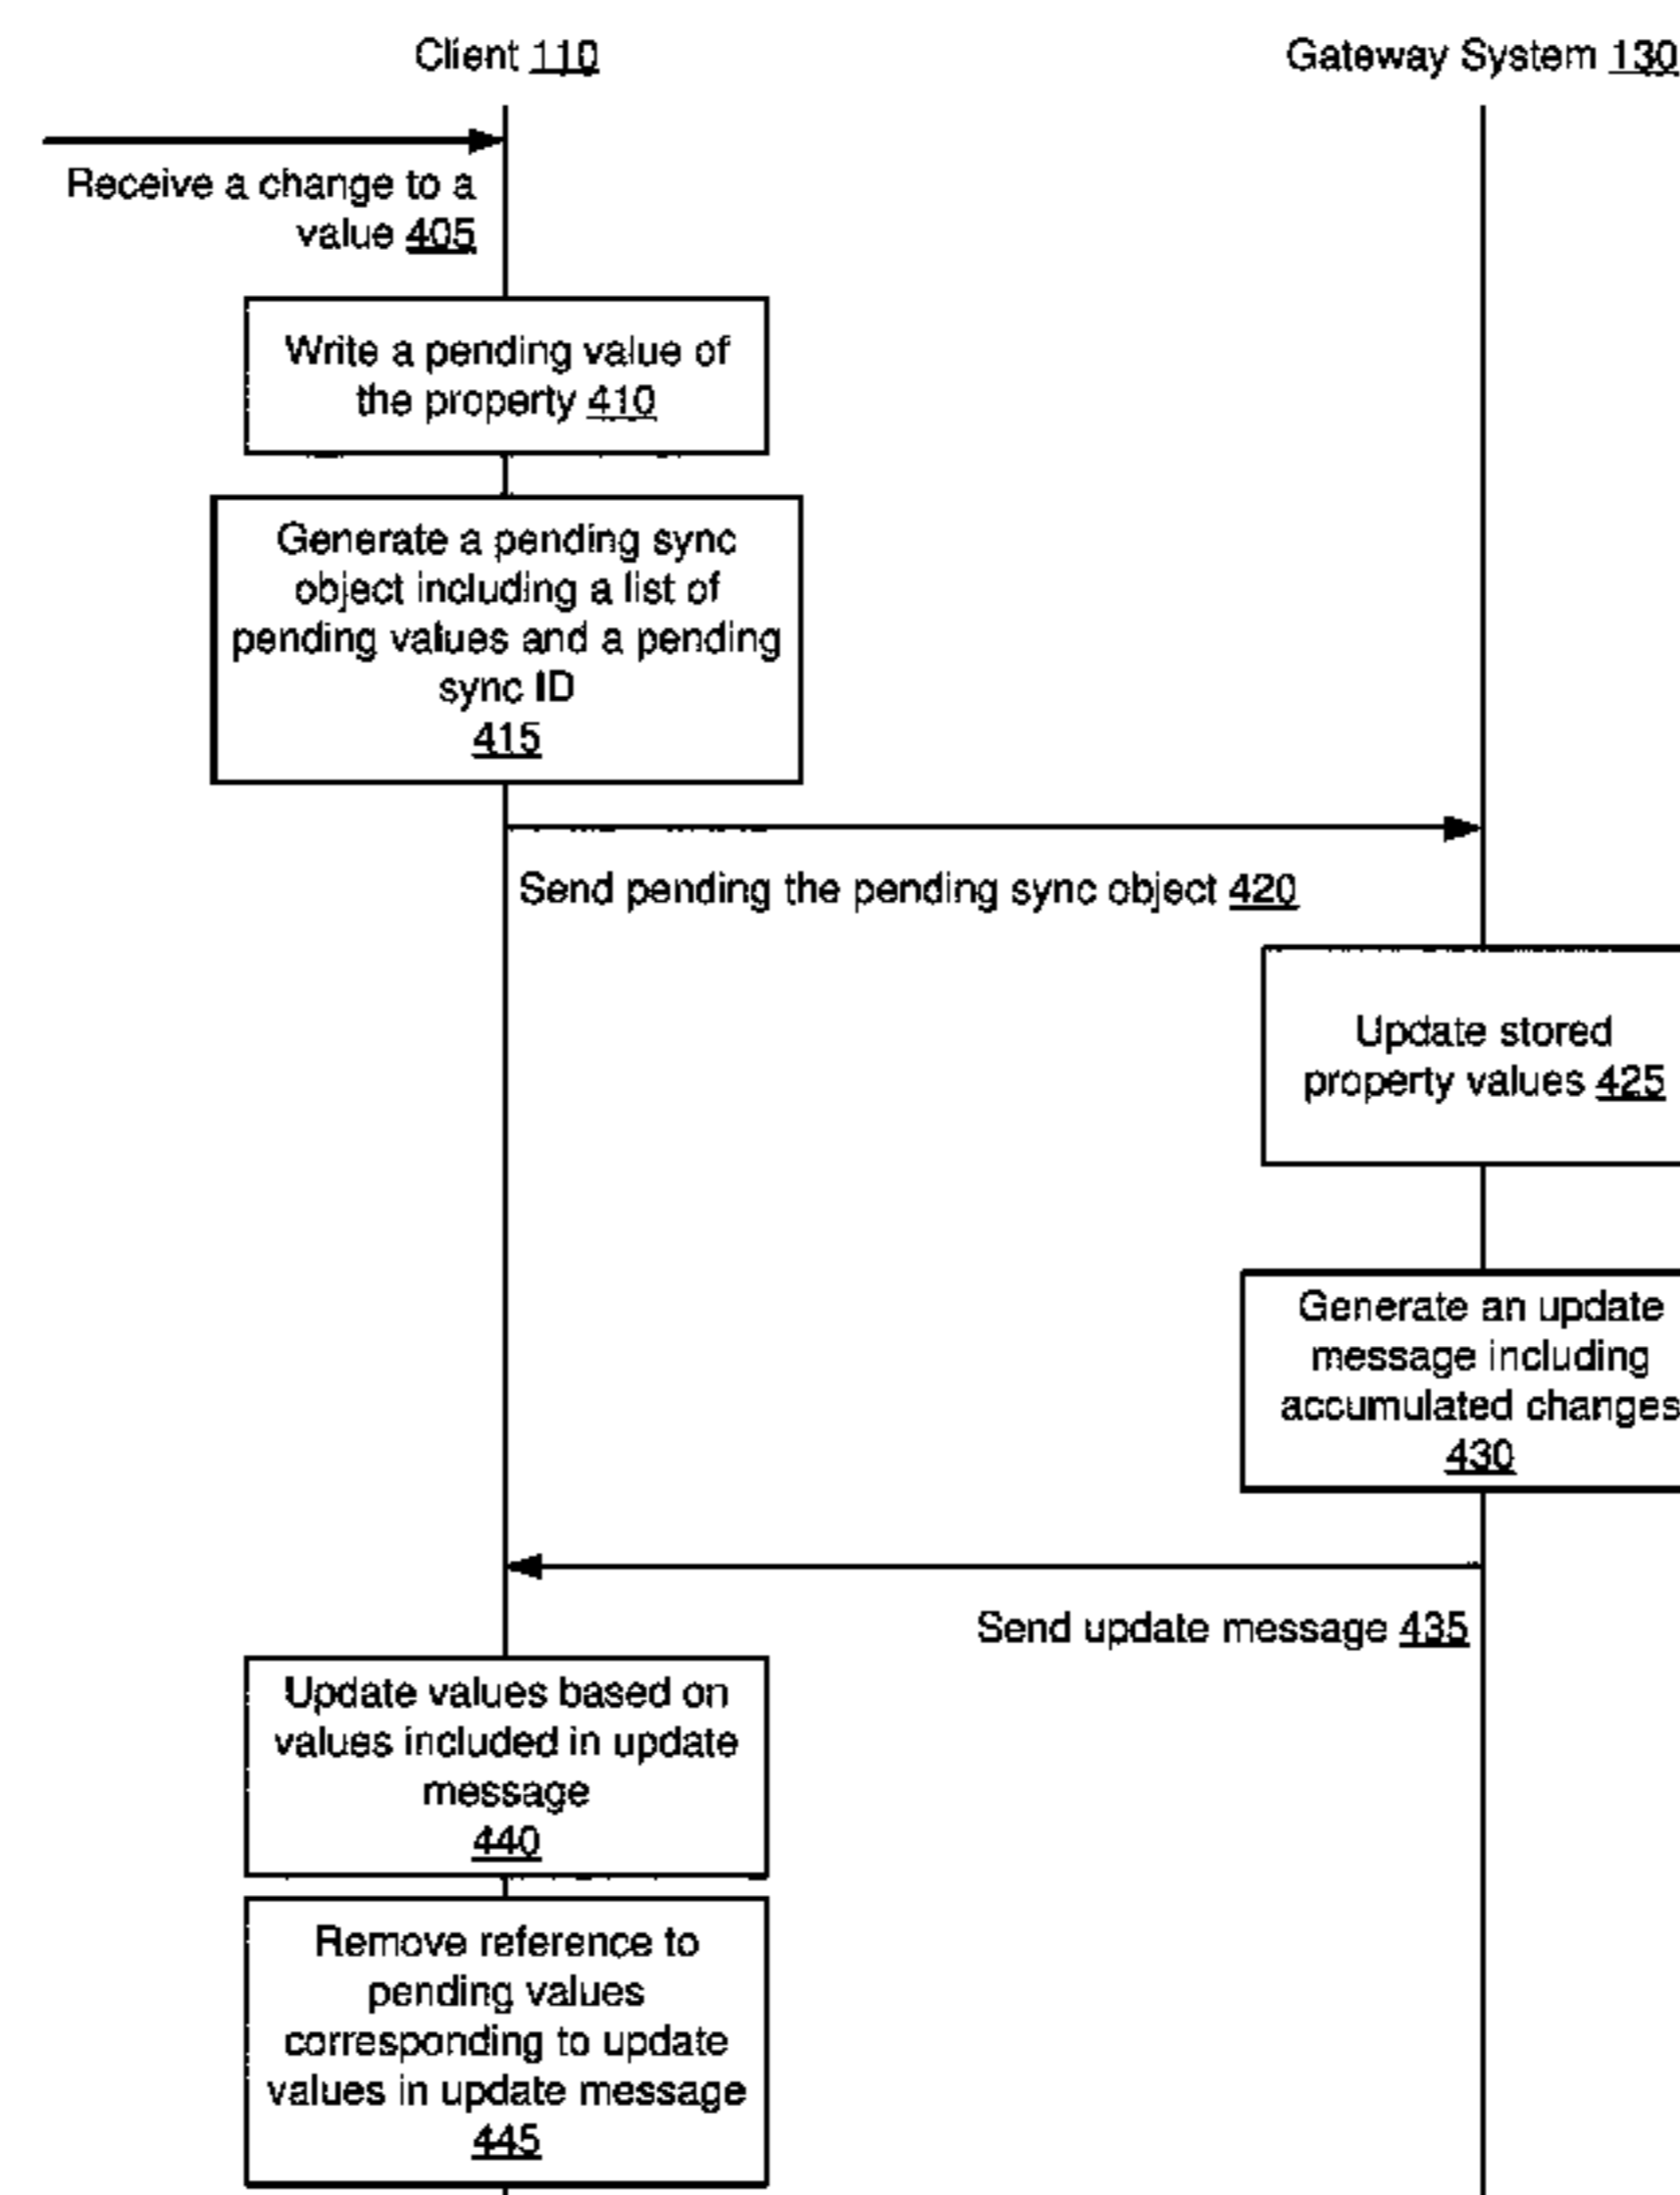 Client 110
Gateway System 130
Receive a change to a
value 405
Write a pending value of
the property 410
Generate a pending sync
object including a list of
pending values and a pending
sync ID
415
Send pending the pending sync object 420
Update stored
property values 425
Generate an update
message including
accumulated changes
430
Send update message 435
Update values based on
values included in update
message
440
Remove reference to
pending values
corresponding to update
values in update message
445